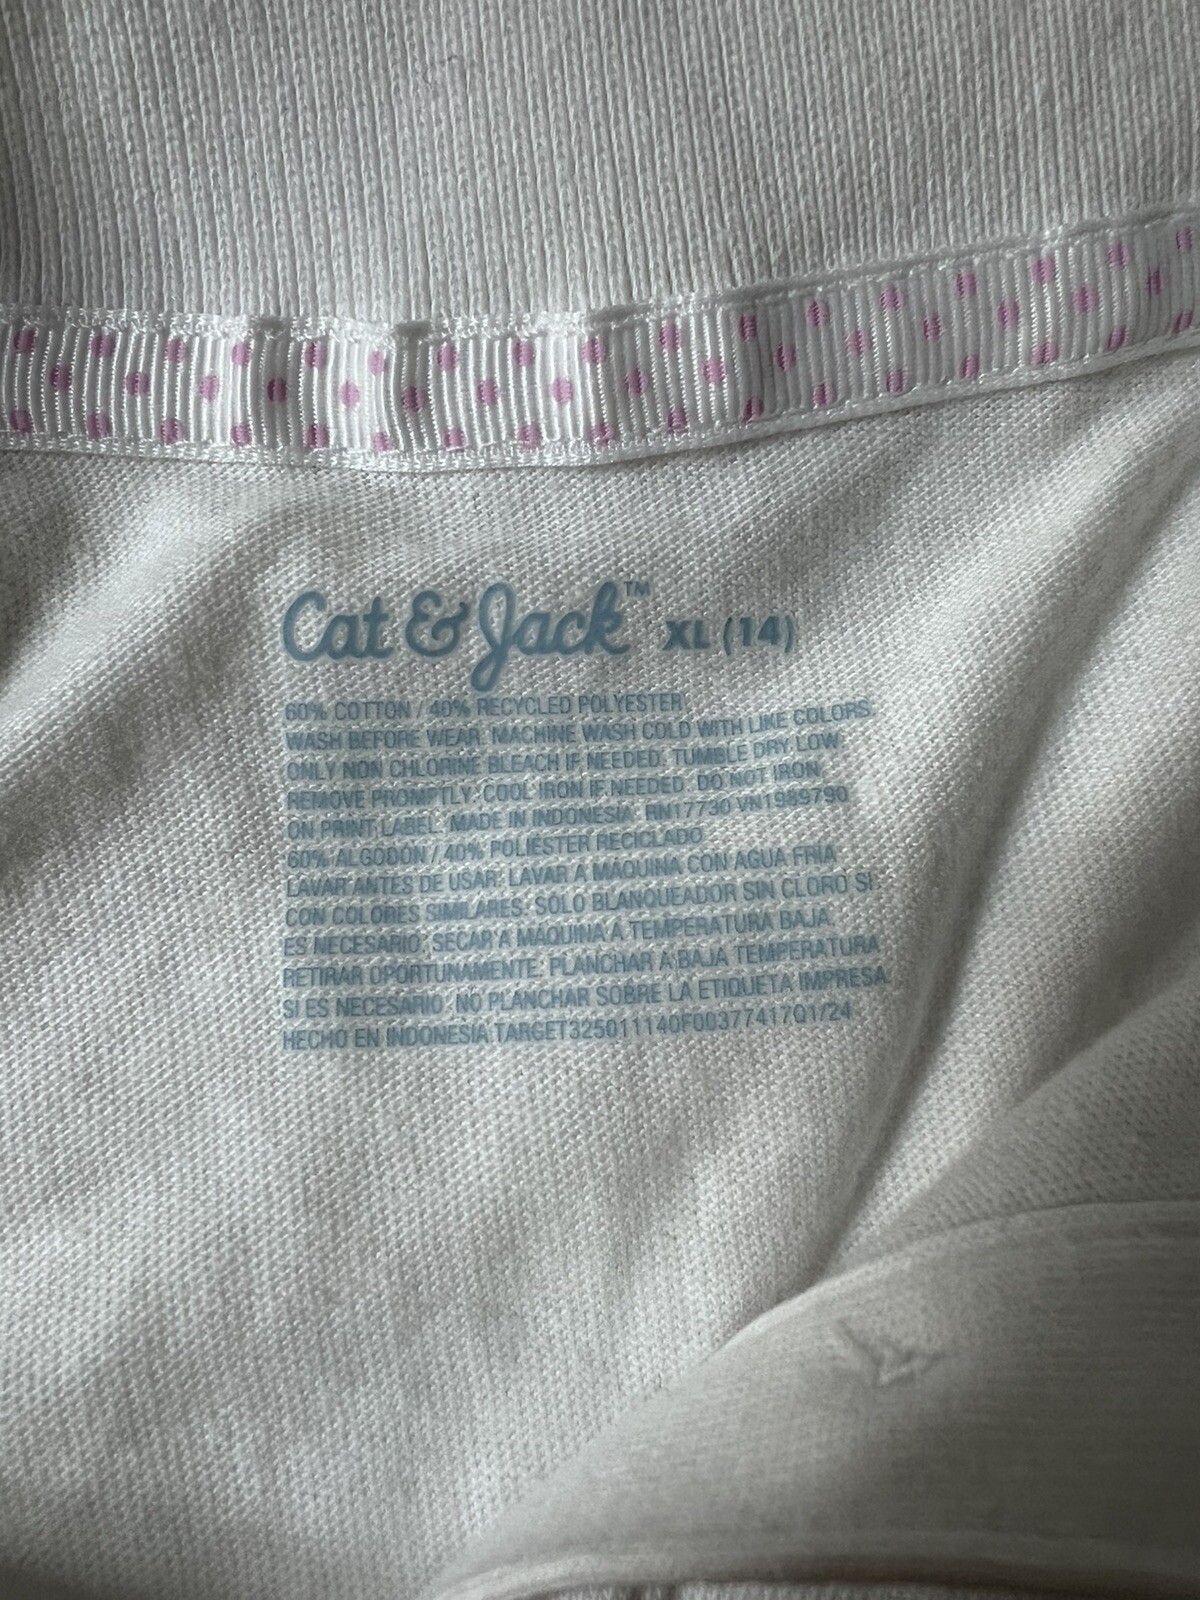 Cat & Jack™ XL (14)
60% COTTON / 40% RECYCLED POLYESTER
WASH BEFORE WEAR. MACHINE WASH COLD WITH LIKE COLORS.
ONLY NON CHLORINE BLEACH IF NEEDED. TUMBLE DRY LOW
REMOVE PROMPTLY. COOL IRON IF NEEDED. DO NOT IRON
ON PRINT LABEL. MADE IN INDONESIA. RN17730 VN1989790
60% ALGODÓN / 40% POLIÉSTER RECICLADO
LAVAR ANTES DE USAR. LAVAR A MÁQUINA CON AGUA FRÍA
CON COLORES SIMILARES. SOLO BLANQUEADOR SIN CLORO SI
ES NECESARIO. SECAR A MÁQUINA A TEMPERATURA BAJA.
RETIRAR OPORTUNAMENTE. PLANCHAR A BAJA TEMPERATURA
SI ES NECESARIO. NO PLANCHAR SOBRE LA ETIQUETA IMPRESA.
HECHO EN INDONESIA TARGET325011140F00377417Q1/24